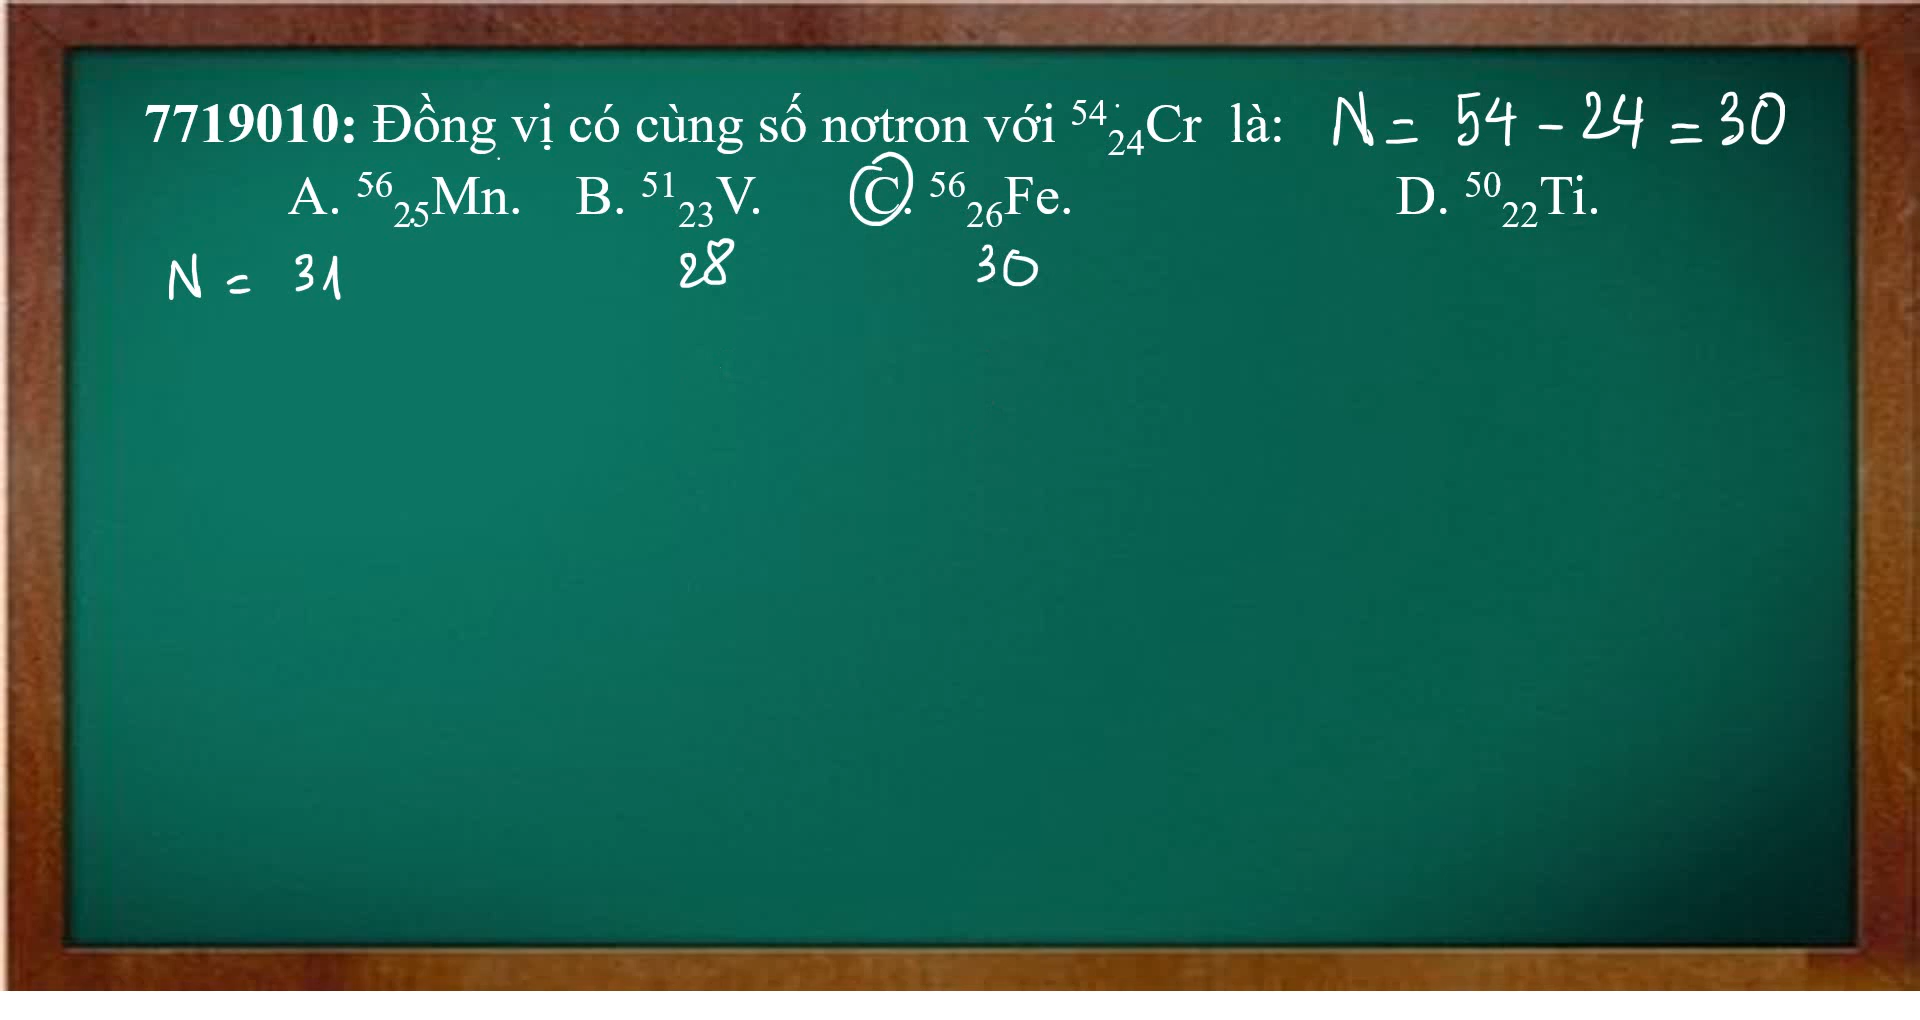 7719010: Đồng vị có cùng số nơtron với ⁵⁴₂₄Cr là: N = 54 - 24 = 30
A. ⁵⁶₂₅Mn. B. ⁵¹₂₃V. C. ⁵⁶₂₆Fe. D. ⁵⁰₂₂Ti.
N = 31 28 30